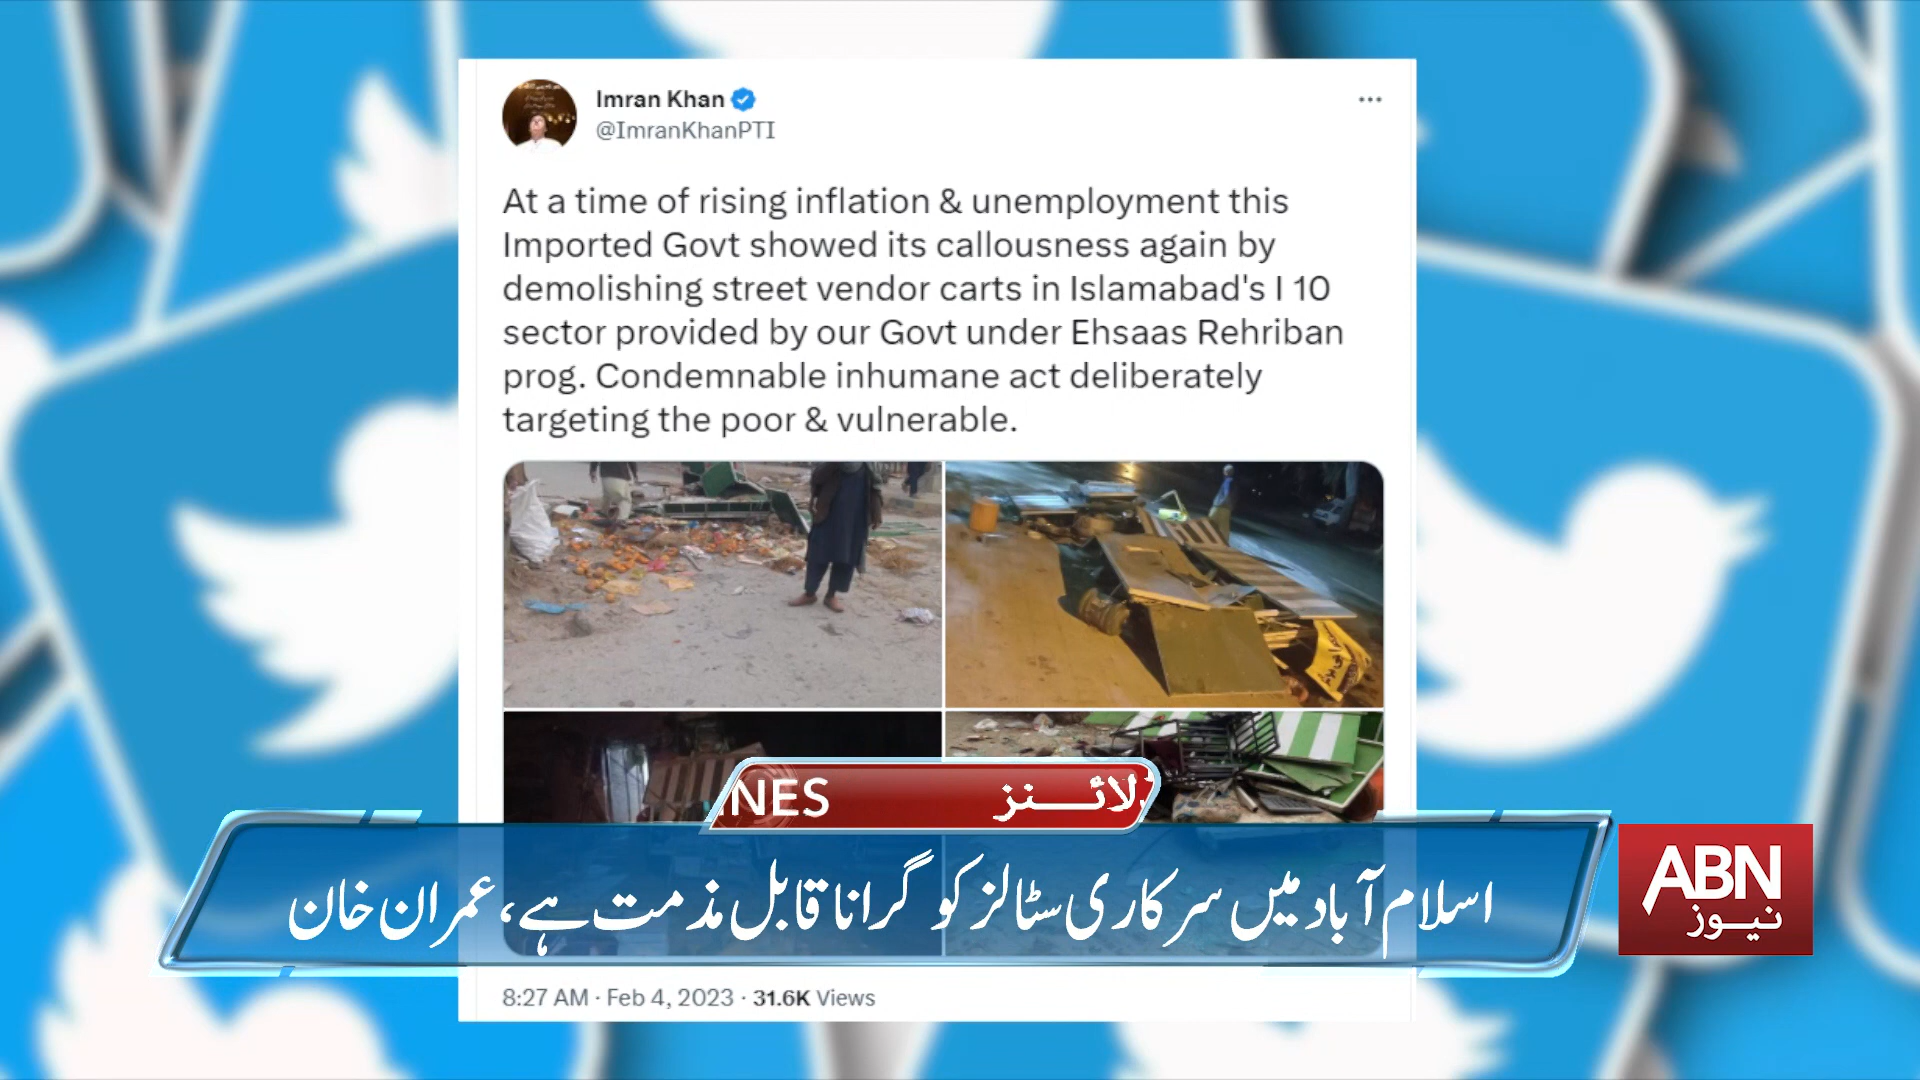 Imran Khan
@ImranKhanPTI
At a time of rising inflation & unemployment this
Imported Govt showed its callousness again by
demolishing street vendor carts in Islamabad's I 10
sector provided by our Govt under Ehsaas Rehriban
prog. Condemnable inhumane act deliberately
targeting the poor & vulnerable.
NES لائنز
اسلام آباد میں سرکاری سٹالز کو گرانا قابل مذمت ہے، عمران خان
ABN
نیوز
8:27 AM · Feb 4, 2023 · 31.6K Views